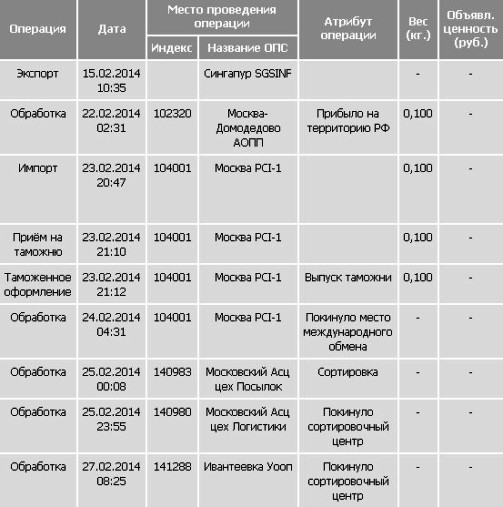 Операция Дата Место проведения операции Атрибут операции Вес (кг.) Объявл. ценность (руб.)
Индекс Название ОПС
Экспорт 15.02.2014 10:35 Сингапур SGSINF - -
Обработка 22.02.2014 02:31 102320 Москва-Домодедово АОПП Прибыло на территорию РФ 0,100 -
Импорт 23.02.2014 20:47 104001 Москва PCI-1 0,100 -
Приём на таможню 23.02.2014 21:10 104001 Москва PCI-1 0,100 -
Таможенное оформление 23.02.2014 21:12 104001 Москва PCI-1 Выпуск таможни 0,100 -
Обработка 24.02.2014 04:31 104001 Москва PCI-1 Покинуло место международного обмена - -
Обработка 25.02.2014 00:08 140983 Московский Асц цех Посылок Сортировка - -
Обработка 25.02.2014 23:55 140980 Московский Асц цех Логистики Покинуло сортировочный центр - -
Обработка 27.02.2014 08:25 141288 Ивантеевка Уооп Покинуло сортировочный центр - -